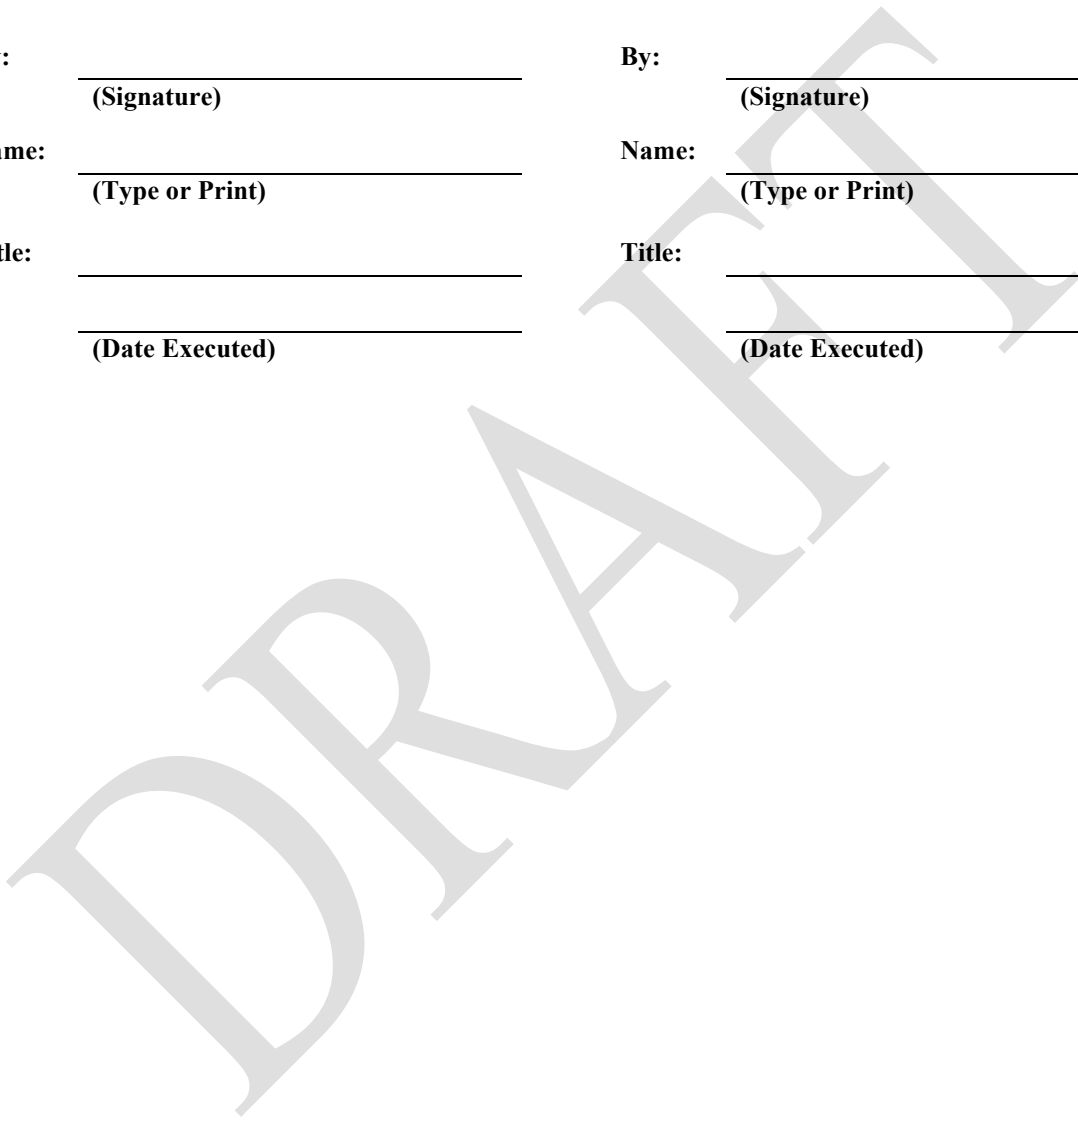 By: By:
(Signature) (Signature)
Name: Name:
(Type or Print) (Type or Print)
Title: Title:
(Date Executed) (Date Executed)
DRAFT